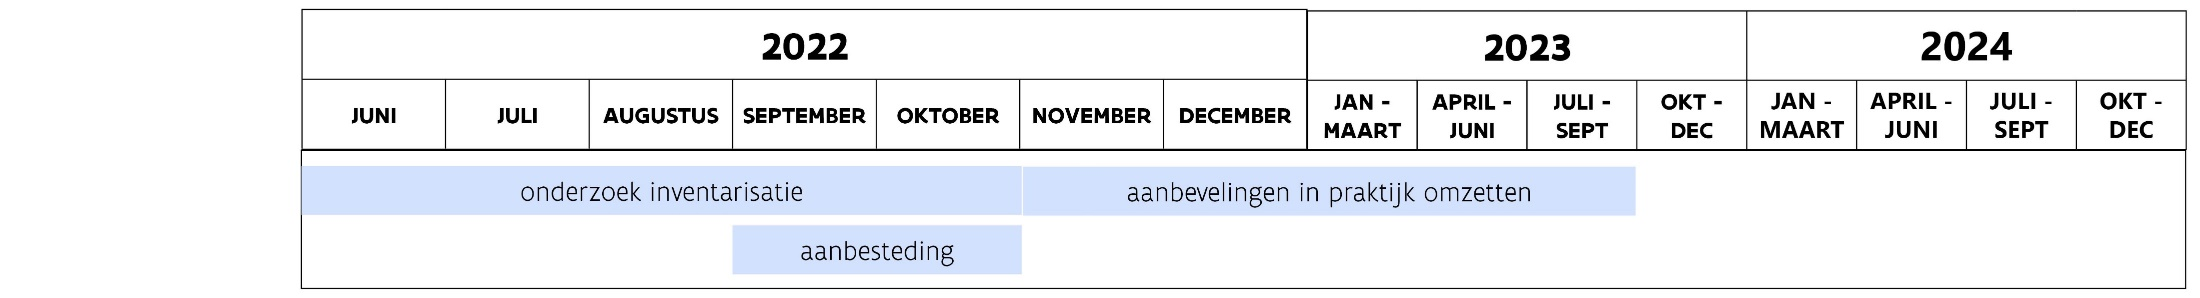 2022 2023 2024
JUNI JULI AUGUSTUS SEPTEMBER OKTOBER NOVEMBER DECEMBER JAN - MAART APRIL - JUNI JULI - SEPT OKT - DEC JAN - MAART APRIL - JUNI JULI - SEPT OKT - DEC
onderzoek inventarisatie aanbevelingen in praktijk omzetten
aanbesteding